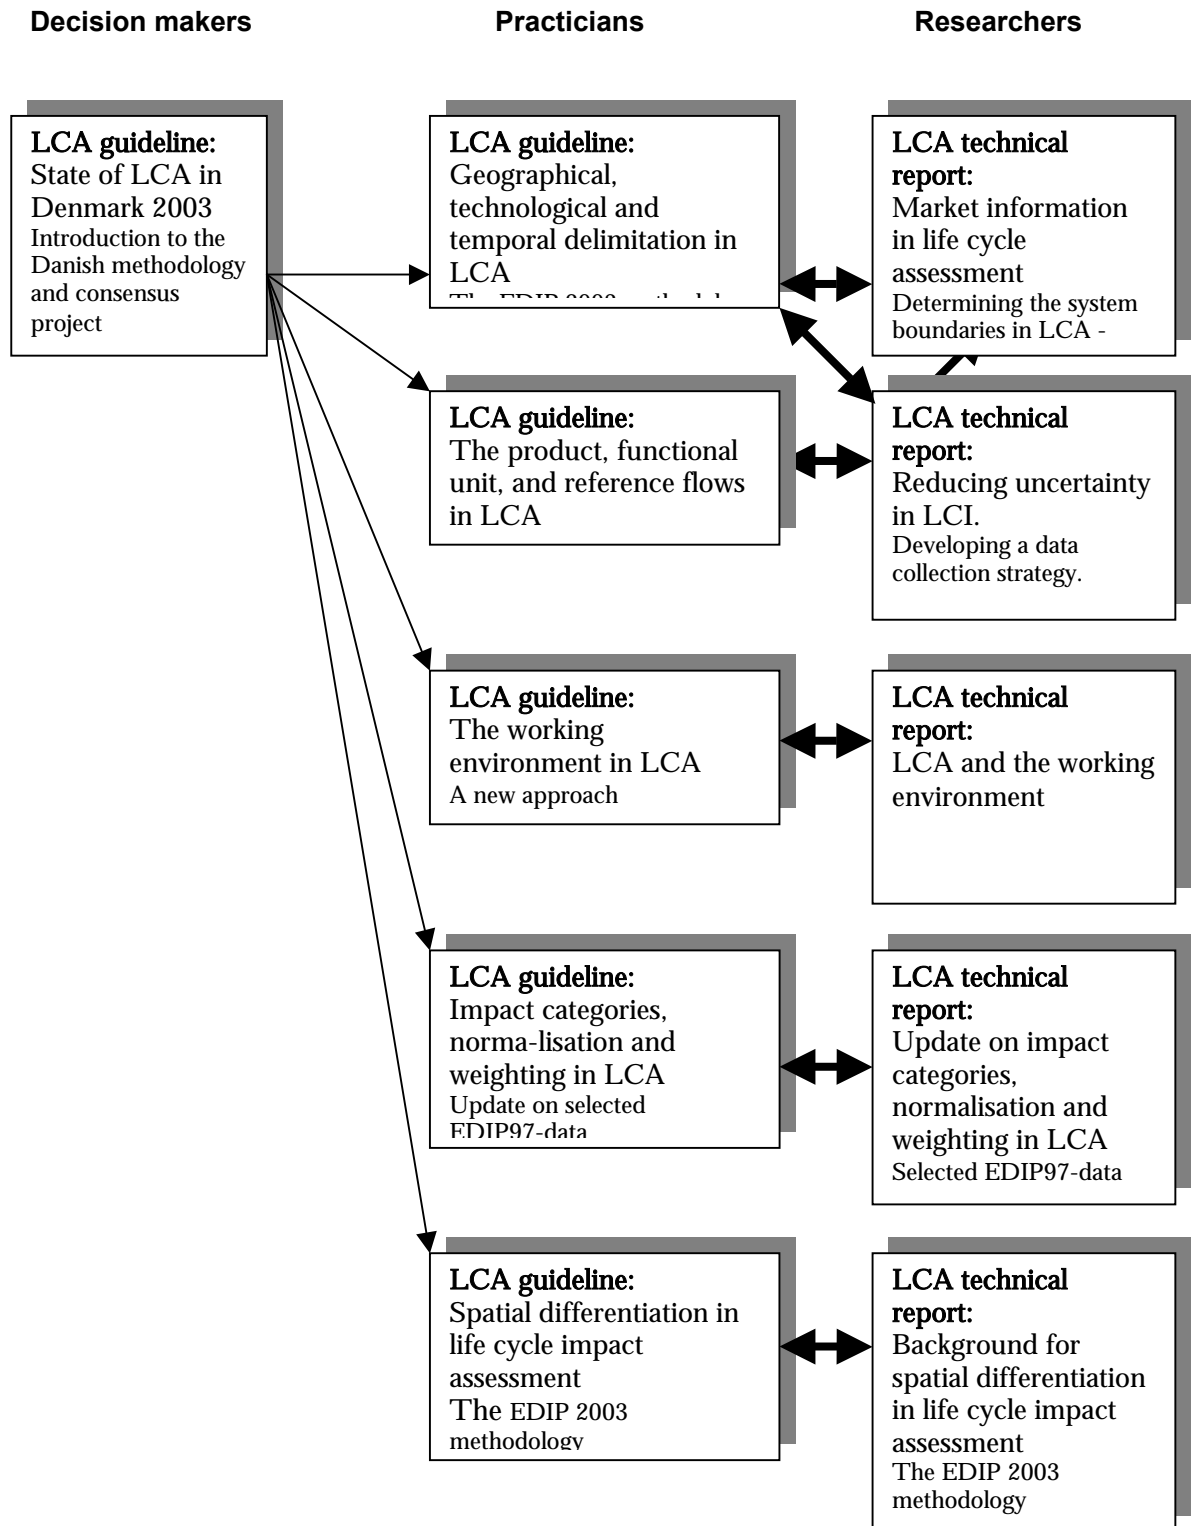 Decision makers
Practicians
Researchers
LCA guideline:
State of LCA in
Denmark 2003
Introduction to the
Danish methodology
and consensus
project
LCA guideline:
Geographical,
technological and
temporal delimitation in
LCA
The EDIP 2003
LCA technical
report:
Market information
in life cycle
assessment
Determining the system
boundaries in LCA -
LCA guideline:
The product, functional
unit, and reference flows
in LCA
LCA technical
report:
Reducing uncertainty
in LCI.
Developing a data
collection strategy.
LCA guideline:
The working
environment in LCA
A new approach
LCA technical
report:
LCA and the working
environment
LCA guideline:
Impact categories,
norma-lisation and
weighting in LCA
Update on selected
EDIP97-data
LCA technical
report:
Update on impact
categories,
normalisation and
weighting in LCA
Selected EDIP97-data
LCA guideline:
Spatial differentiation in
life cycle impact
assessment
The EDIP 2003
methodology
LCA technical
report:
Background for
spatial differentiation
in life cycle impact
assessment
The EDIP 2003
methodology